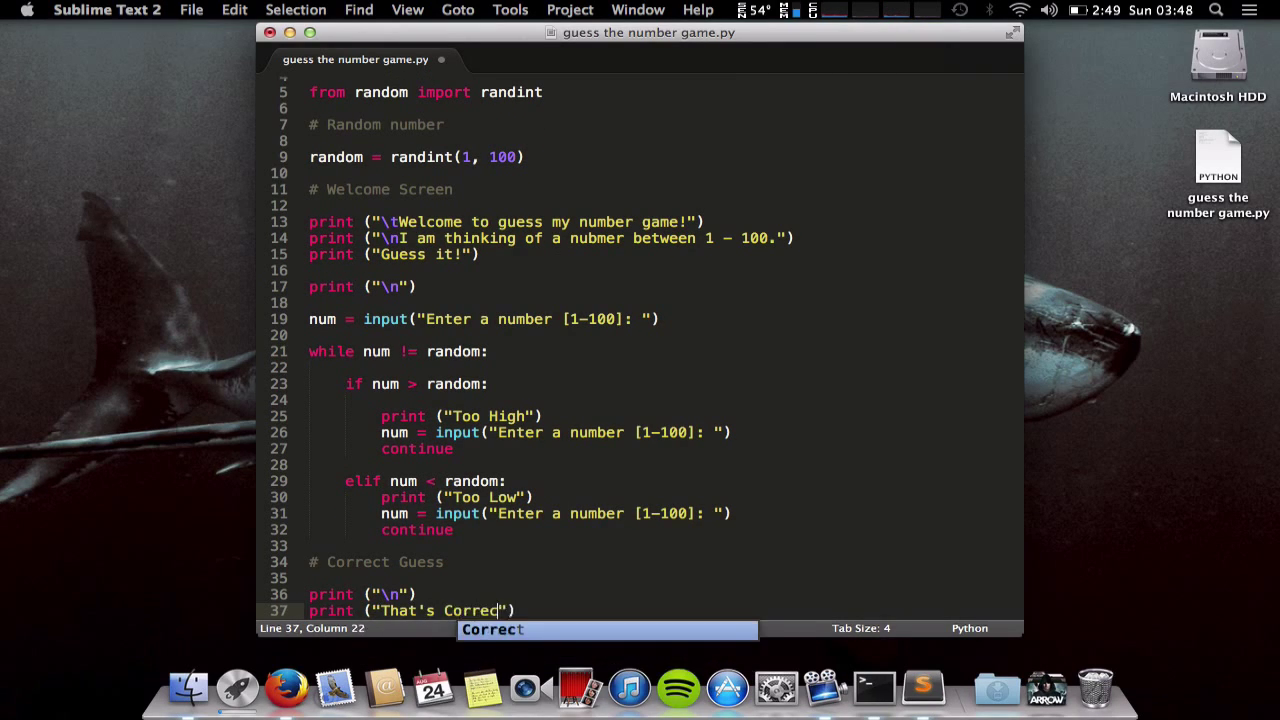 Sublime Text 2 File Edit Selection Find View Goto Tools Project Window Help 54° 2:49 Sun 03:48
guess the number game.py
guess the number game.py
4
5 from random import randint
6
7 # Random number
8
9 random = randint(1, 100)
10
11 # Welcome Screen
12
13 print ("\tWelcome to guess my number game!")
14 print ("\nI am thinking of a nubmer between 1 - 100.")
15 print ("Guess it!")
16
17 print ("\n")
18
19 num = input("Enter a number [1-100]: ")
20
21 while num != random:
22
23 if num > random:
24
25 print ("Too High")
26 num = input("Enter a number [1-100]: ")
27 continue
28
29 elif num < random:
30 print ("Too Low")
31 num = input("Enter a number [1-100]: ")
32 continue
33
34 # Correct Guess
35
36 print ("\n")
37 print ("That's Correc")
Line 37, Column 22 Tab Size: 4 Python
Correct
Macintosh HDD
PYTHON
guess the
number game.py
AUG
24
ARROW